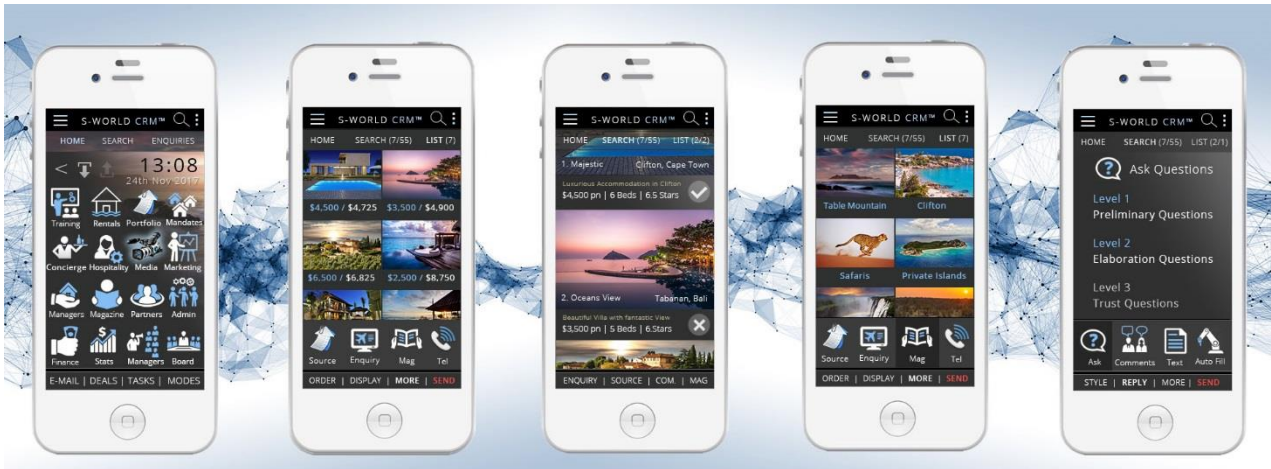 S-WORLD CRM™
HOME SEARCH ENQUIRIES
13:08
24th Nov 2017
Training Rentals Portfolio Mandates
Concierge Hospitality Media Marketing
Managers Magazine Partners Admin
Finance Stats Managers Board
E-MAIL | DEALS | TASKS | MODES
S-WORLD CRM™
HOME SEARCH (7/55) LIST (7)
$4,500 / $4,725 $3,500 / $4,900
$6,500 / $6,825 $2,500 / $8,750
Source Enquiry Mag Tel
ORDER | DISPLAY | MORE | SEND
S-WORLD CRM™
HOME SEARCH (7/55) LIST (2/2)
1. Majestic Clifton, Cape Town
Luxurious Accommodation in Clifton
$4,500 pn | 6 Beds | 6.5 Stars
2. Oceans View Tabanan, Bali
Beautiful Villa with fantastic View
$3,500 pn | 5 Beds | 6.Stars
ENQUIRY | SOURCE | COM. | MAG
S-WORLD CRM™
HOME SEARCH (7/55) LIST (7)
Table Mountain Clifton
Safaris Private Islands
Source Enquiry Mag Tel
ORDER | DISPLAY | MORE | SEND
S-WORLD CRM™
HOME SEARCH (7/55) LIST (2/1)
Ask Questions
Level 1
Preliminary Questions
Level 2
Elaboration Questions
Level 3
Trust Questions
Ask Comments Text Auto Fill
STYLE | REPLY | MORE | SEND